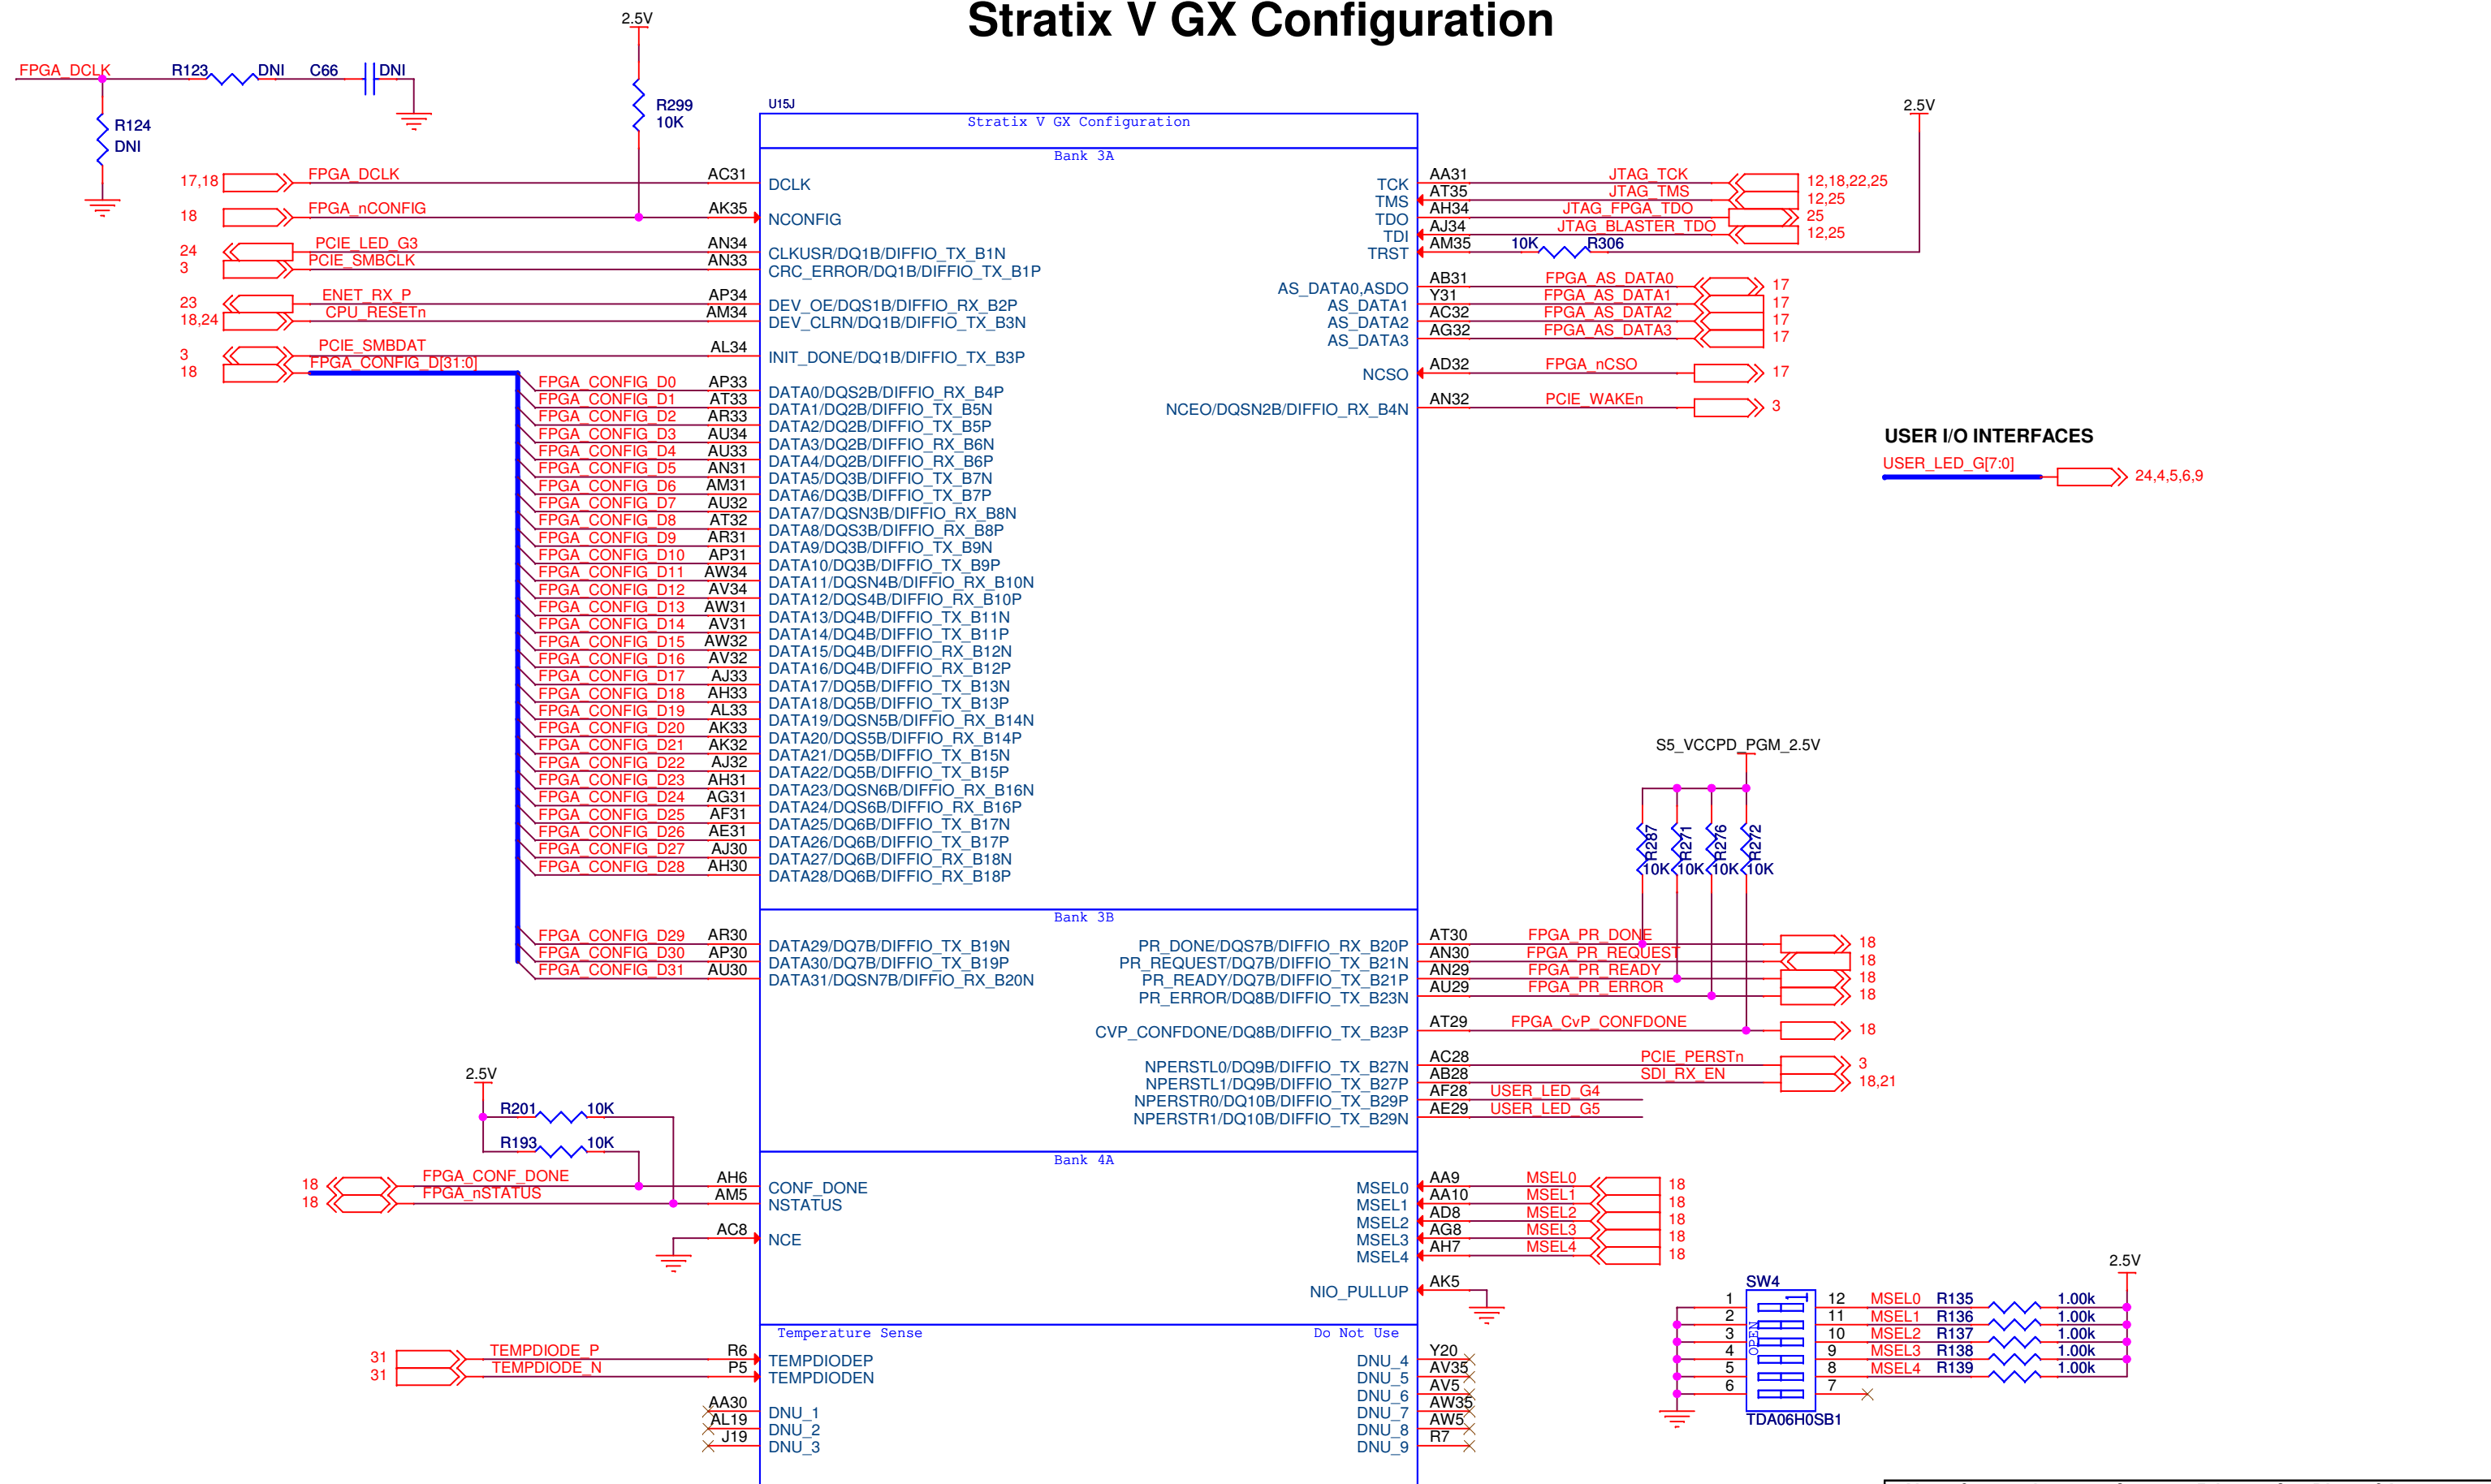 Stratix V GX Configuration
2.5V
FPGA_DCLK R123 DNI C66 DNI
R124
DNI
R299
10K
U15J
Stratix V GX Configuration
2.5V
Bank 3A
17,18 FPGA_DCLK AC31 DCLK
18 FPGA_nCONFIG AK35 NCONFIG
24 PCIE_LED_G3 AN34 CLKUSR/DQ1B/DIFFIO_TX_B1N
3 PCIE_SMBCLK AN33 CRC_ERROR/DQ1B/DIFFIO_TX_B1P
23 ENET_RX_P AP34 DEV_OE/DQS1B/DIFFIO_RX_B2P
18,24 CPU_RESETn AM34 DEV_CLRN/DQ1B/DIFFIO_TX_B3N
3 PCIE_SMBDAT AL34 INIT_DONE/DQ1B/DIFFIO_TX_B3P
18 FPGA_CONFIG_D[31:0]
FPGA_CONFIG_D0 AP33 DATA0/DQS2B/DIFFIO_RX_B4P
FPGA_CONFIG_D1 AT33 DATA1/DQ2B/DIFFIO_TX_B5N
FPGA_CONFIG_D2 AR33 DATA2/DQ2B/DIFFIO_TX_B5P
FPGA_CONFIG_D3 AU34 DATA3/DQ2B/DIFFIO_RX_B6N
FPGA_CONFIG_D4 AU33 DATA4/DQ2B/DIFFIO_RX_B6P
FPGA_CONFIG_D5 AN31 DATA5/DQ3B/DIFFIO_TX_B7N
FPGA_CONFIG_D6 AM31 DATA6/DQ3B/DIFFIO_TX_B7P
FPGA_CONFIG_D7 AU32 DATA7/DQSN3B/DIFFIO_RX_B8N
FPGA_CONFIG_D8 AT32 DATA8/DQS3B/DIFFIO_RX_B8P
FPGA_CONFIG_D9 AR31 DATA9/DQ3B/DIFFIO_TX_B9N
FPGA_CONFIG_D10 AP31 DATA10/DQ3B/DIFFIO_TX_B9P
FPGA_CONFIG_D11 AW34 DATA11/DQSN4B/DIFFIO_RX_B10N
FPGA_CONFIG_D12 AV34 DATA12/DQS4B/DIFFIO_RX_B10P
FPGA_CONFIG_D13 AW31 DATA13/DQ4B/DIFFIO_TX_B11N
FPGA_CONFIG_D14 AV31 DATA14/DQ4B/DIFFIO_TX_B11P
FPGA_CONFIG_D15 AW32 DATA15/DQ4B/DIFFIO_RX_B12N
FPGA_CONFIG_D16 AV32 DATA16/DQ4B/DIFFIO_RX_B12P
FPGA_CONFIG_D17 AJ33 DATA17/DQ5B/DIFFIO_TX_B13N
FPGA_CONFIG_D18 AH33 DATA18/DQ5B/DIFFIO_TX_B13P
FPGA_CONFIG_D19 AL33 DATA19/DQSN5B/DIFFIO_RX_B14N
FPGA_CONFIG_D20 AK33 DATA20/DQS5B/DIFFIO_RX_B14P
FPGA_CONFIG_D21 AK32 DATA21/DQ5B/DIFFIO_TX_B15N
FPGA_CONFIG_D22 AJ32 DATA22/DQ5B/DIFFIO_TX_B15P
FPGA_CONFIG_D23 AH31 DATA23/DQSN6B/DIFFIO_RX_B16N
FPGA_CONFIG_D24 AG31 DATA24/DQS6B/DIFFIO_RX_B16P
FPGA_CONFIG_D25 AF31 DATA25/DQ6B/DIFFIO_TX_B17N
FPGA_CONFIG_D26 AE31 DATA26/DQ6B/DIFFIO_TX_B17P
FPGA_CONFIG_D27 AJ30 DATA27/DQ6B/DIFFIO_RX_B18N
FPGA_CONFIG_D28 AH30 DATA28/DQ6B/DIFFIO_RX_B18P
TCK AA31 JTAG_TCK 12,18,22,25
TMS AT35 JTAG_TMS 12,25
TDO AH34 JTAG_FPGA_TDO 25
TDI AJ34 JTAG_BLASTER_TDO 12,25
TRST AM35 10K R306
AS_DATA0,ASDO AB31 FPGA_AS_DATA0 17
AS_DATA1 Y31 FPGA_AS_DATA1 17
AS_DATA2 AC32 FPGA_AS_DATA2 17
AS_DATA3 AG32 FPGA_AS_DATA3 17
NCSO AD32 FPGA_nCSO 17
NCEO/DQSN2B/DIFFIO_RX_B4N AN32 PCIE_WAKEn 3
USER I/O INTERFACES
USER_LED_G[7:0] 24,4,5,6,9
S5_VCCPD_PGM_2.5V
R287 R271 R276 R272
10K 10K 10K 10K
Bank 3B
FPGA_CONFIG_D29 AR30 DATA29/DQ7B/DIFFIO_TX_B19N
FPGA_CONFIG_D30 AP30 DATA30/DQ7B/DIFFIO_TX_B19P
FPGA_CONFIG_D31 AU30 DATA31/DQSN7B/DIFFIO_RX_B20N
PR_DONE/DQS7B/DIFFIO_RX_B20P AT30 FPGA_PR_DONE 18
PR_REQUEST/DQ7B/DIFFIO_TX_B21N AN30 FPGA_PR_REQUEST 18
PR_READY/DQ7B/DIFFIO_TX_B21P AN29 FPGA_PR_READY 18
PR_ERROR/DQ8B/DIFFIO_TX_B23N AU29 FPGA_PR_ERROR 18
CVP_CONFDONE/DQ8B/DIFFIO_TX_B23P AT29 FPGA_CvP_CONFDONE 18
NPERSTL0/DQ9B/DIFFIO_TX_B27N AC28 PCIE_PERSTn 3
NPERSTL1/DQ9B/DIFFIO_TX_B27P AB28 SDI_RX_EN 18,21
NPERSTR0/DQ10B/DIFFIO_TX_B29P AF28 USER_LED_G4
NPERSTR1/DQ10B/DIFFIO_TX_B29N AE29 USER_LED_G5
2.5V
R201 10K
R193 10K
Bank 4A
18 FPGA_CONF_DONE AH6 CONF_DONE
18 FPGA_nSTATUS AM5 NSTATUS
AC8 NCE
MSEL0 AA9 MSEL0 18
MSEL1 AA10 MSEL1 18
MSEL2 AD8 MSEL2 18
MSEL3 AG8 MSEL3 18
MSEL4 AH7 MSEL4 18
NIO_PULLUP AK5
2.5V
SW4
OPEN
1 12 MSEL0 R135 1.00k
2 11 MSEL1 R136 1.00k
3 10 MSEL2 R137 1.00k
4 9 MSEL3 R138 1.00k
5 8 MSEL4 R139 1.00k
6 7
TDA06H0SB1
Temperature Sense Do Not Use
31 TEMPDIODE_P R6 TEMPDIODEP
31 TEMPDIODE_N P5 TEMPDIODEN
AA30 DNU_1
AL19 DNU_2
J19 DNU_3
DNU_4 Y20
DNU_5 AV35
DNU_6 AV5
DNU_7 AW35
DNU_8 AW5
DNU_9 R7